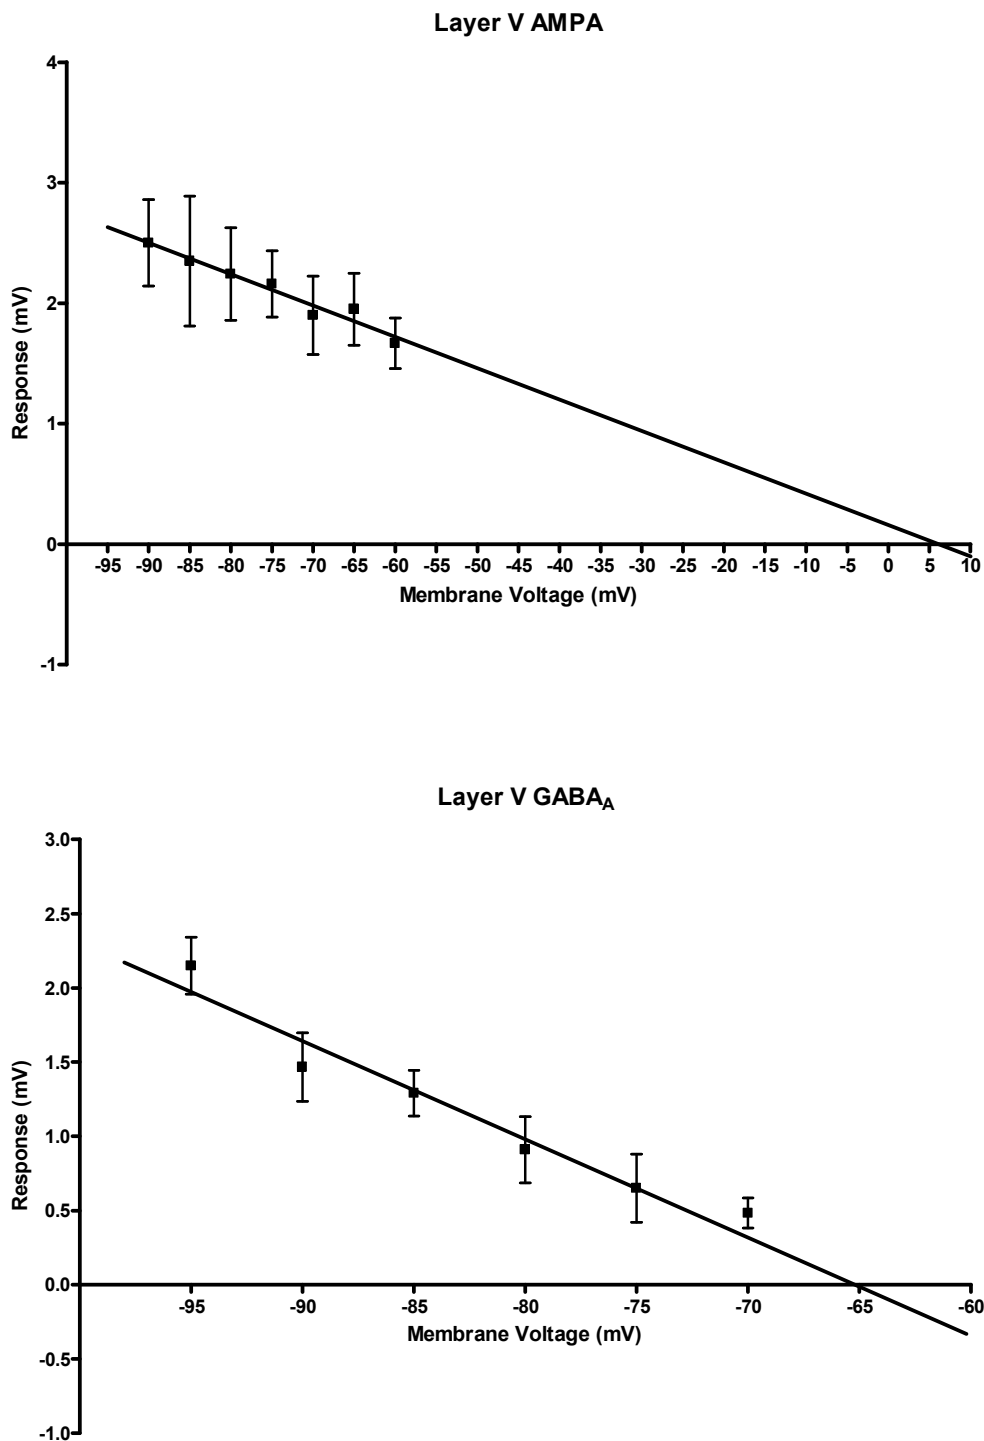 Layer V AMPA
4
3
2
1
0
-1
Response (mV)
-95 -90 -85 -80 -75 -70 -65 -60 -55 -50 -45 -40 -35 -30 -25 -20 -15 -10 -5 0 5 10
Membrane Voltage (mV)
Layer V GABAA
3.0
2.5
2.0
1.5
1.0
0.5
0.0
-0.5
-1.0
Response (mV)
-95 -90 -85 -80 -75 -70 -65 -60
Membrane Voltage (mV)